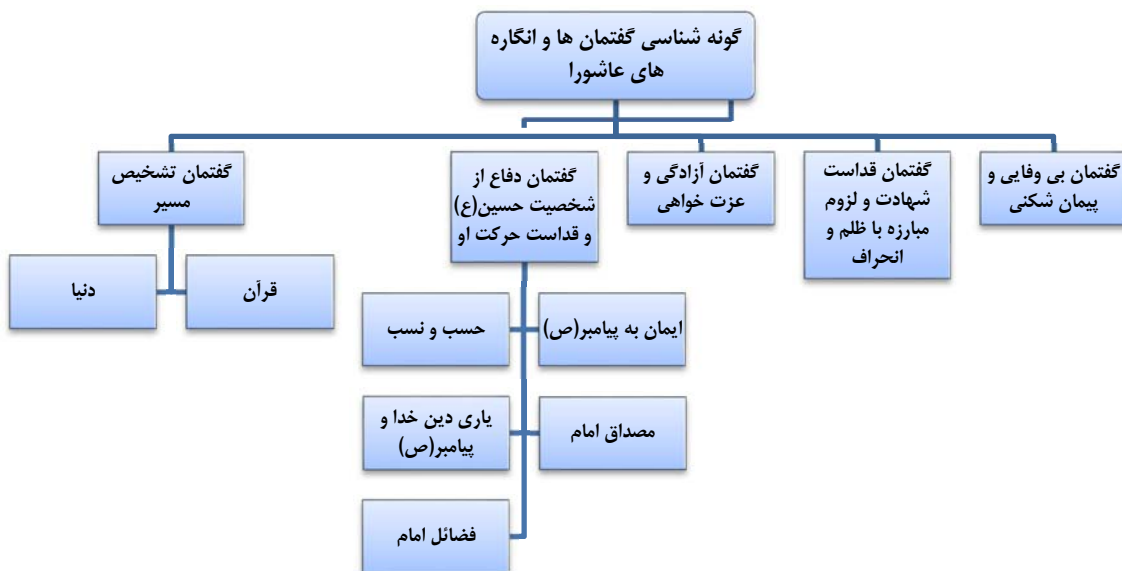 گونه شناسی گفتمان ها و انگاره
های عاشورا
گفتمان بی وفایی و
پیمان شکنی
گفتمان قداست
شهادت و لزوم
مبارزه با ظلم و
انحراف
گفتمان آزادگی و
عزت خواهی
گفتمان دفاع از
شخصیت حسین(ع)
و قداست حرکت او
گفتمان تشخیص
مسیر
ایمان به پیامبر(ص)
حسب و نسب
مصداق امام
یاری دین خدا و
پیامبر(ص)
فضائل امام
قرآن
دنیا